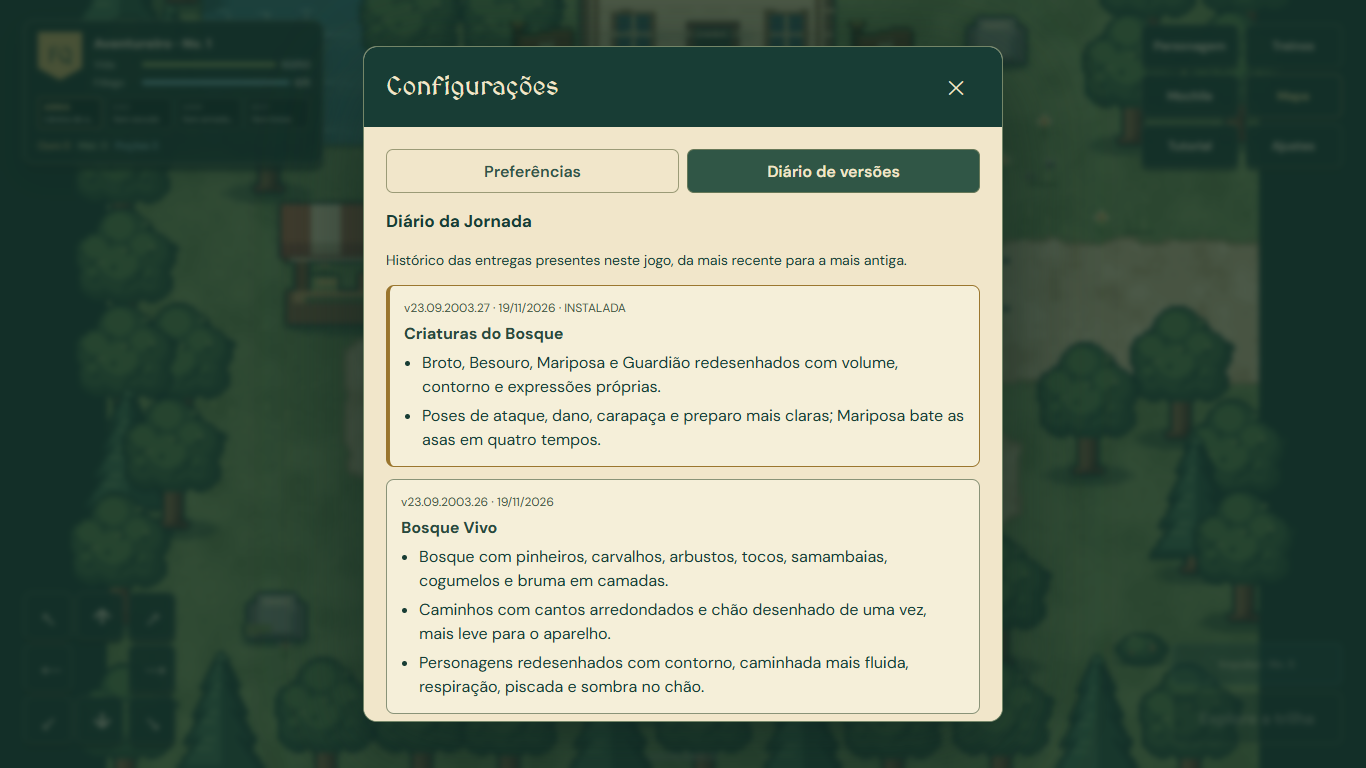 Configurações
Preferências
Diário de versões
Diário da Jornada
Histórico das entregas presentes neste jogo, da mais recente para a mais antiga.
v23.09.2003.27 · 19/11/2026 · INSTALADA
Criaturas do Bosque
• Broto, Besouro, Mariposa e Guardião redesenhados com volume,
contorno e expressões próprias.
• Poses de ataque, dano, carapaça e preparo mais claras; Mariposa bate as
asas em quatro tempos.
v23.09.2003.26 · 19/11/2026
Bosque Vivo
• Bosque com pinheiros, carvalhos, arbustos, tocos, samambaias,
cogumelos e bruma em camadas.
• Caminhos com cantos arredondados e chão desenhado de uma vez,
mais leve para o aparelho.
• Personagens redesenhados com contorno, caminhada mais fluida,
respiração, piscada e sombra no chão.